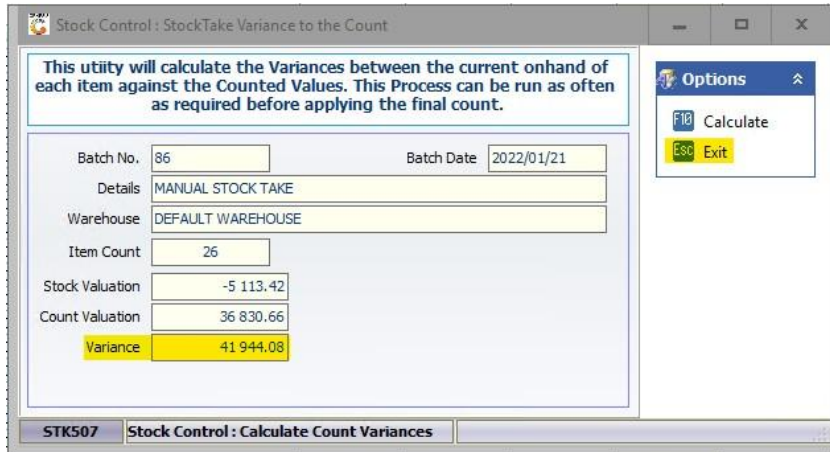 Stock Control : StockTake Variance to the Count
This utiity will calculate the Variances between the current onhand of
each item against the Counted Values. This Process can be run as often
as required before applying the final count.
Options
F10 Calculate
Esc Exit
Batch No. 86 Batch Date 2022/01/21
Details MANUAL STOCK TAKE
Warehouse DEFAULT WAREHOUSE
Item Count 26
Stock Valuation -5 113.42
Count Valuation 36 830.66
Variance 41 944.08
STK507 Stock Control : Calculate Count Variances